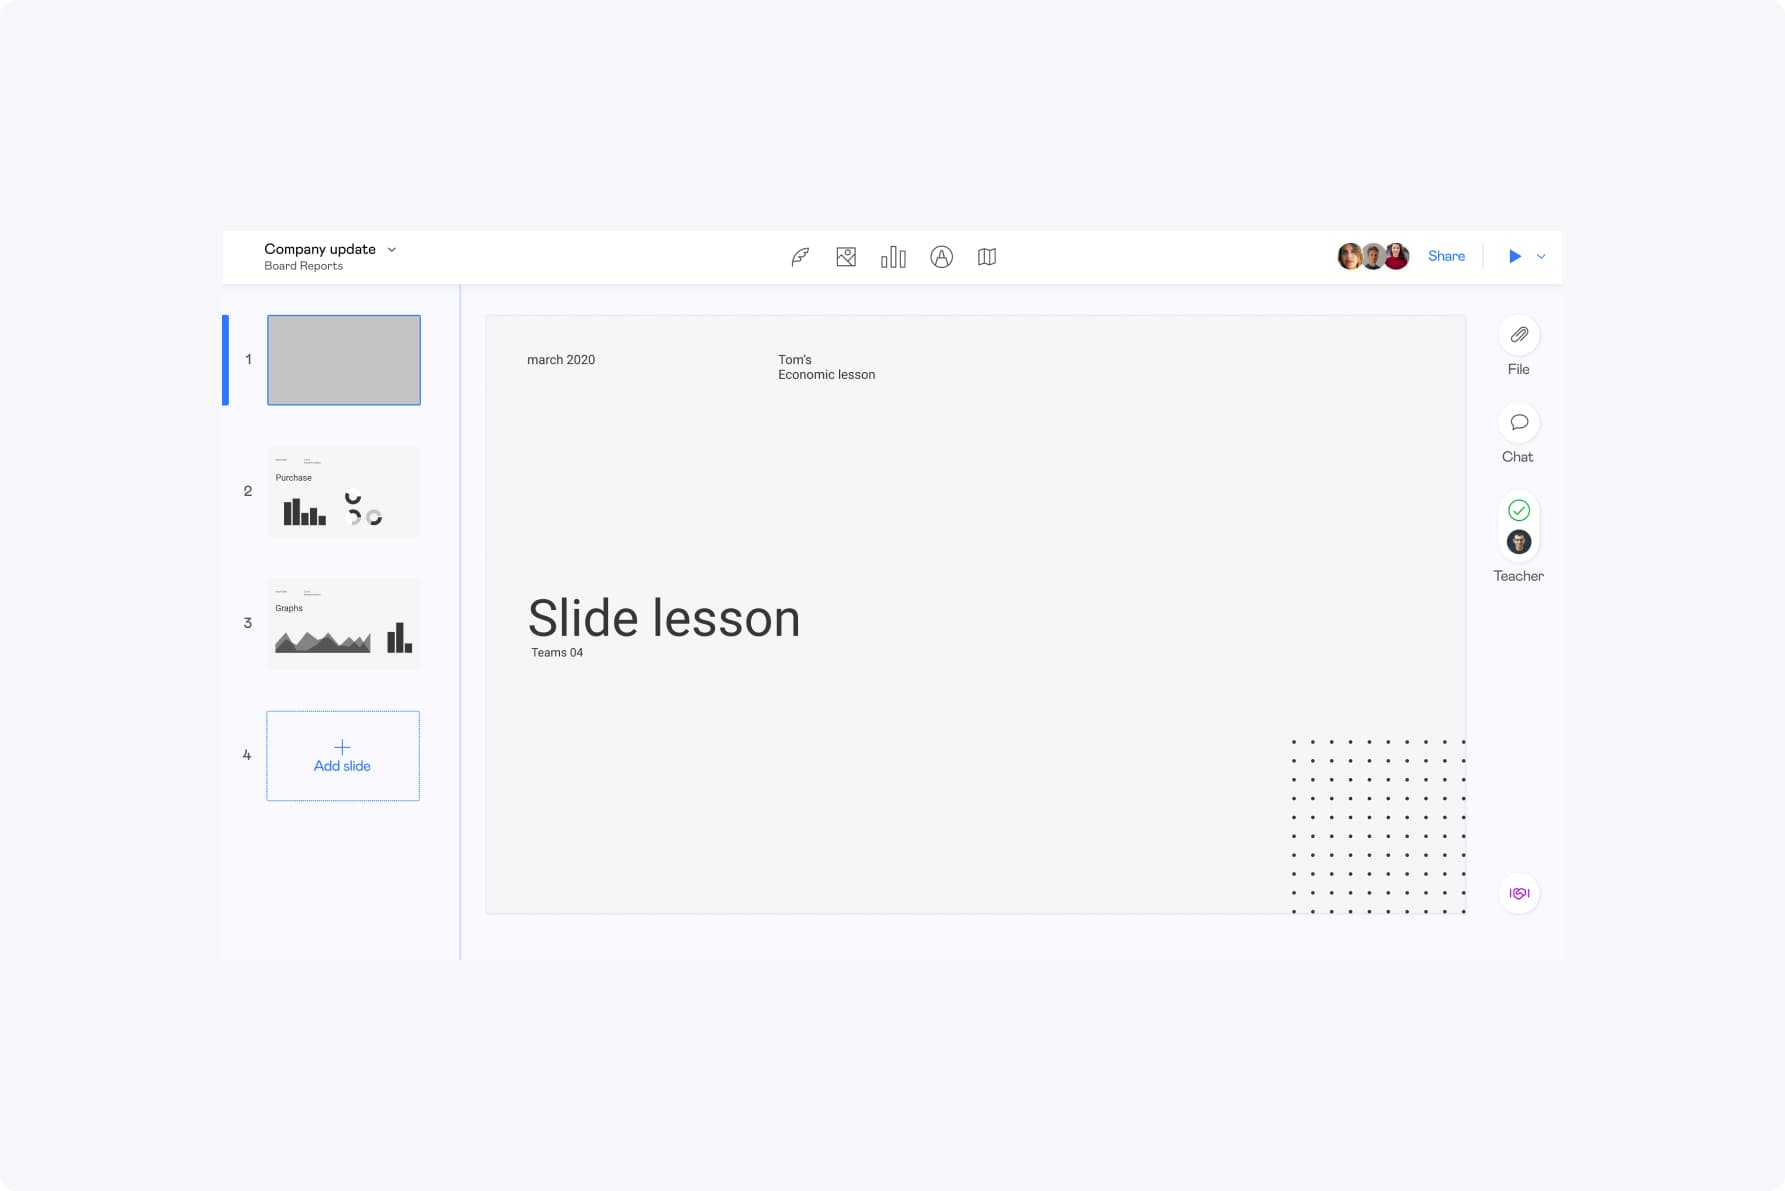 Company update
Board Reports
Share
1
2
Purchase
3
Graphs
4
Add slide
march 2020
Tom's
Economic lesson
Slide lesson
Teams 04
File
Chat
Teacher